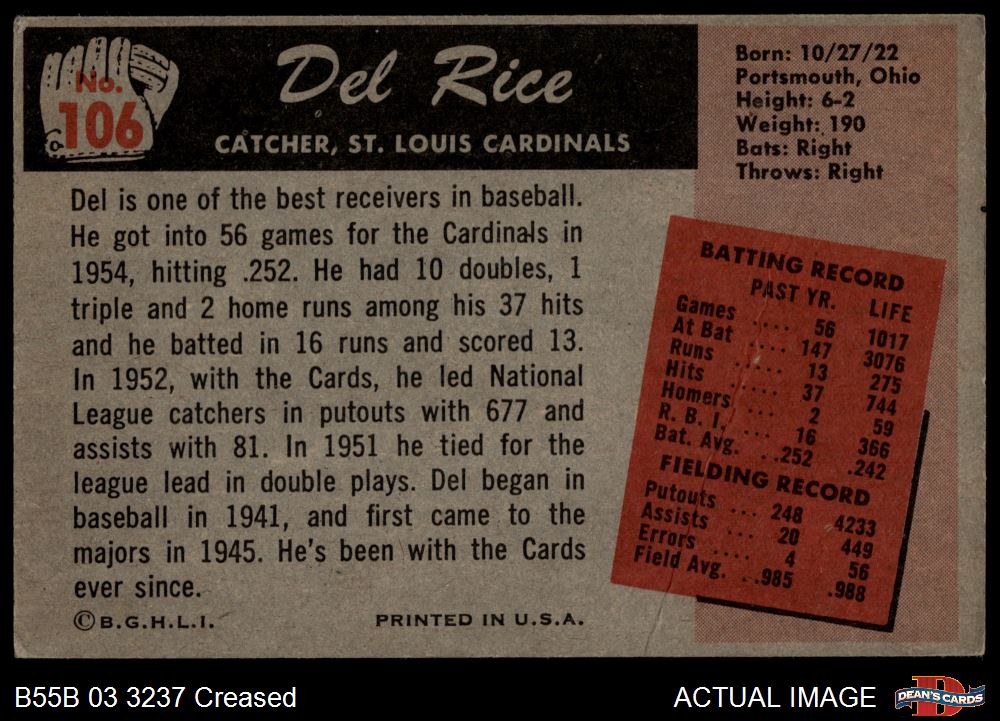 No.
106
Del Rice
CATCHER, ST. LOUIS CARDINALS
Born: 10/27/22
Portsmouth, Ohio
Height: 6-2
Weight: 190
Bats: Right
Throws: Right
Del is one of the best receivers in baseball.
He got into 56 games for the Cardinals in
1954, hitting .252. He had 10 doubles, 1
triple and 2 home runs among his 37 hits
and he batted in 16 runs and scored 13.
In 1952, with the Cards, he led National
League catchers in putouts with 677 and
assists with 81. In 1951 he tied for the
league lead in double plays. Del began in
baseball in 1941, and first came to the
majors in 1945. He's been with the Cards
ever since.
©B.G.H.L.I. PRINTED IN U.S.A.
BATTING RECORD
PAST YR. LIFE
Games .... 56 1017
At Bat .... 147 3076
Runs ..... 13 275
Hits ..... 37 744
Homers ... 2 59
R. B. I. ... 16 366
Bat. Avg. ..252 .242
FIELDING RECORD
Putouts ... 248 4233
Assists ... 20 449
Errors .... 4 56
Field Avg. ..985 .988
B55B 03 3237 Creased
ACTUAL IMAGE
D
DEAN'S CARDS